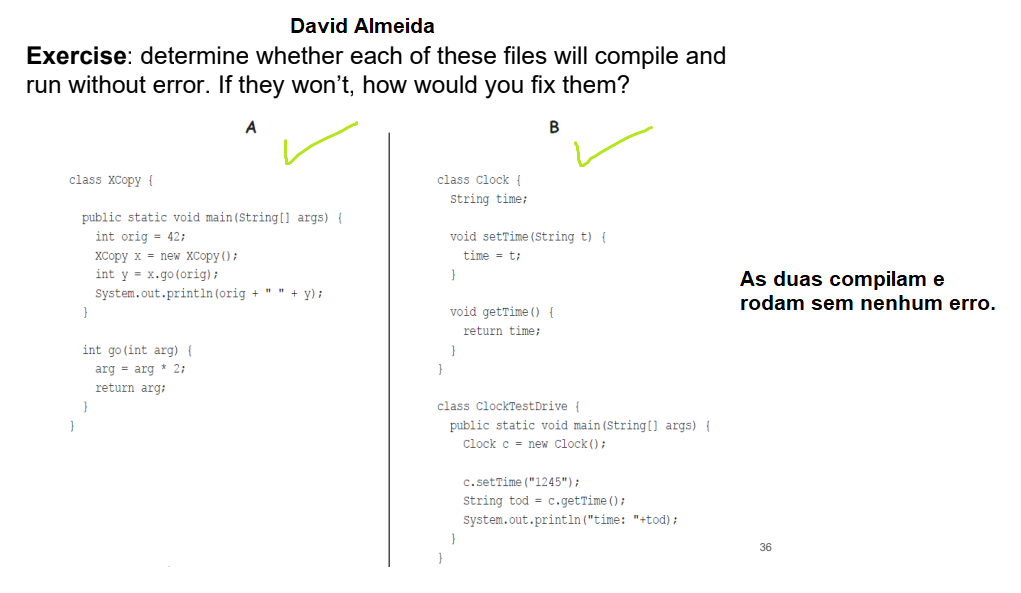 David Almeida
Exercise: determine whether each of these files will compile and
run without error. If they won't, how would you fix them?
A
class XCopy {
public static void main(String[] args) {
int orig = 42;
XCopy x = new XCopy();
int y = x.go(orig);
System.out.println(orig + " " + y);
}
int go(int arg) {
arg = arg * 2;
return arg;
}
}
B
class Clock {
String time;
void setTime(String t) {
time = t;
}
void getTime() {
return time;
}
}
class ClockTestDrive {
public static void main(String[] args) {
Clock c = new Clock();
c.setTime("1245");
String tod = c.getTime();
System.out.println("time: "+tod);
}
}
As duas compilam e
rodam sem nenhum erro.
36